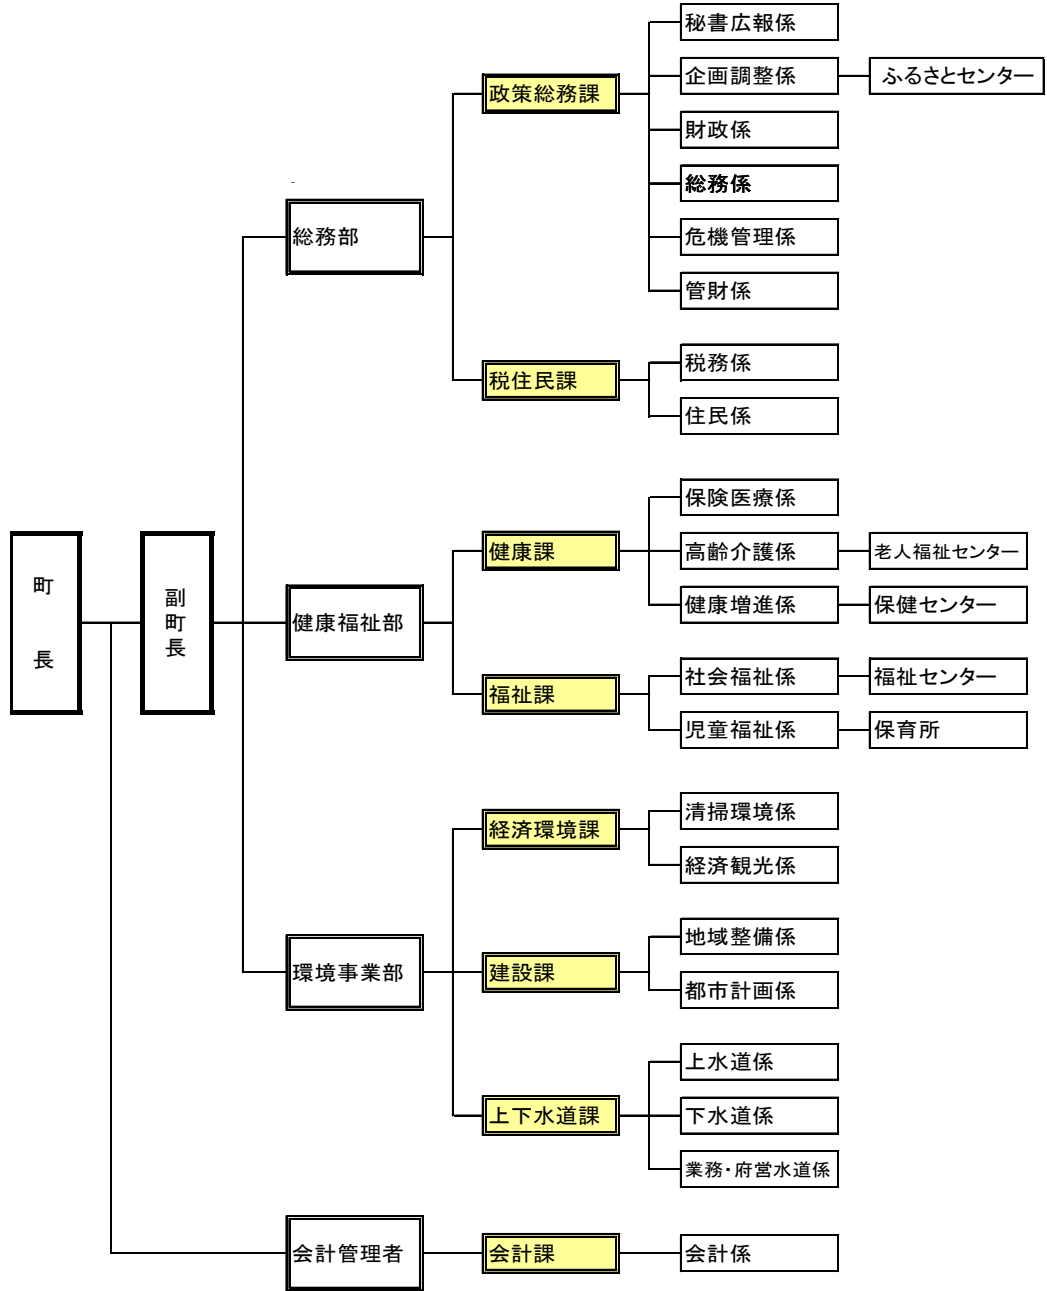 町長
副町長
総務部
政策総務課
秘書広報係
企画調整係
ふるさとセンター
財政係
総務係
危機管理係
管財係
税住民課
税務係
住民係
健康福祉部
健康課
保険医療係
高齢介護係
老人福祉センター
健康増進係
保健センター
福祉課
社会福祉係
福祉センター
児童福祉係
保育所
環境事業部
経済環境課
清掃環境係
経済観光係
建設課
地域整備係
都市計画係
上下水道課
上水道係
下水道係
業務・府営水道係
会計管理者
会計課
会計係